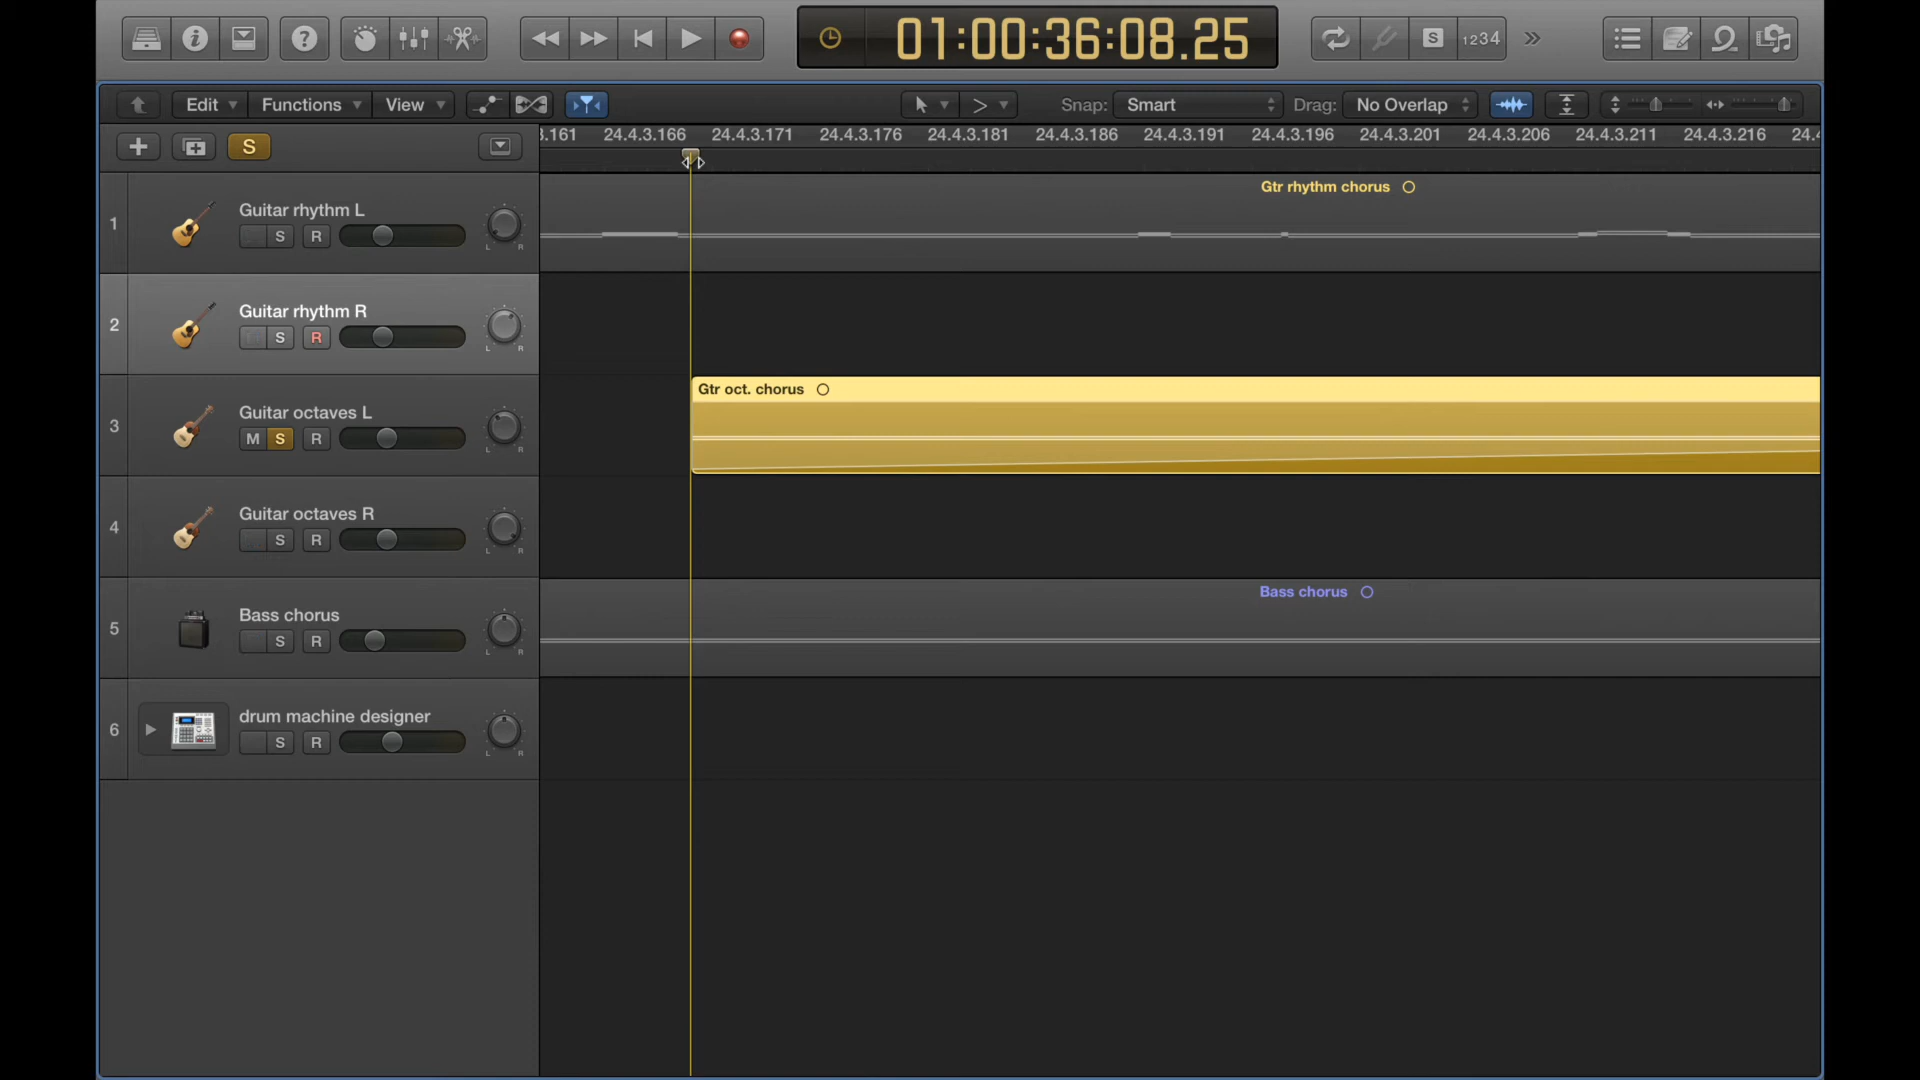 01:00:36:08.25
S 1234
Edit Functions View Snap: Smart Drag: No Overlap
3.161 24.4.3.166 24.4.3.171 24.4.3.176 24.4.3.181 24.4.3.186 24.4.3.191 24.4.3.196 24.4.3.201 24.4.3.206 24.4.3.211 24.4.3.216 24.4
S
Gtr rhythm chorus
1 Guitar rhythm L
S R L R
2 Guitar rhythm R
S R L R
Gtr oct. chorus
3 Guitar octaves L
M S R L R
4 Guitar octaves R
S R L R
Bass chorus
5 Bass chorus
S R L R
6 drum machine designer
S R L R